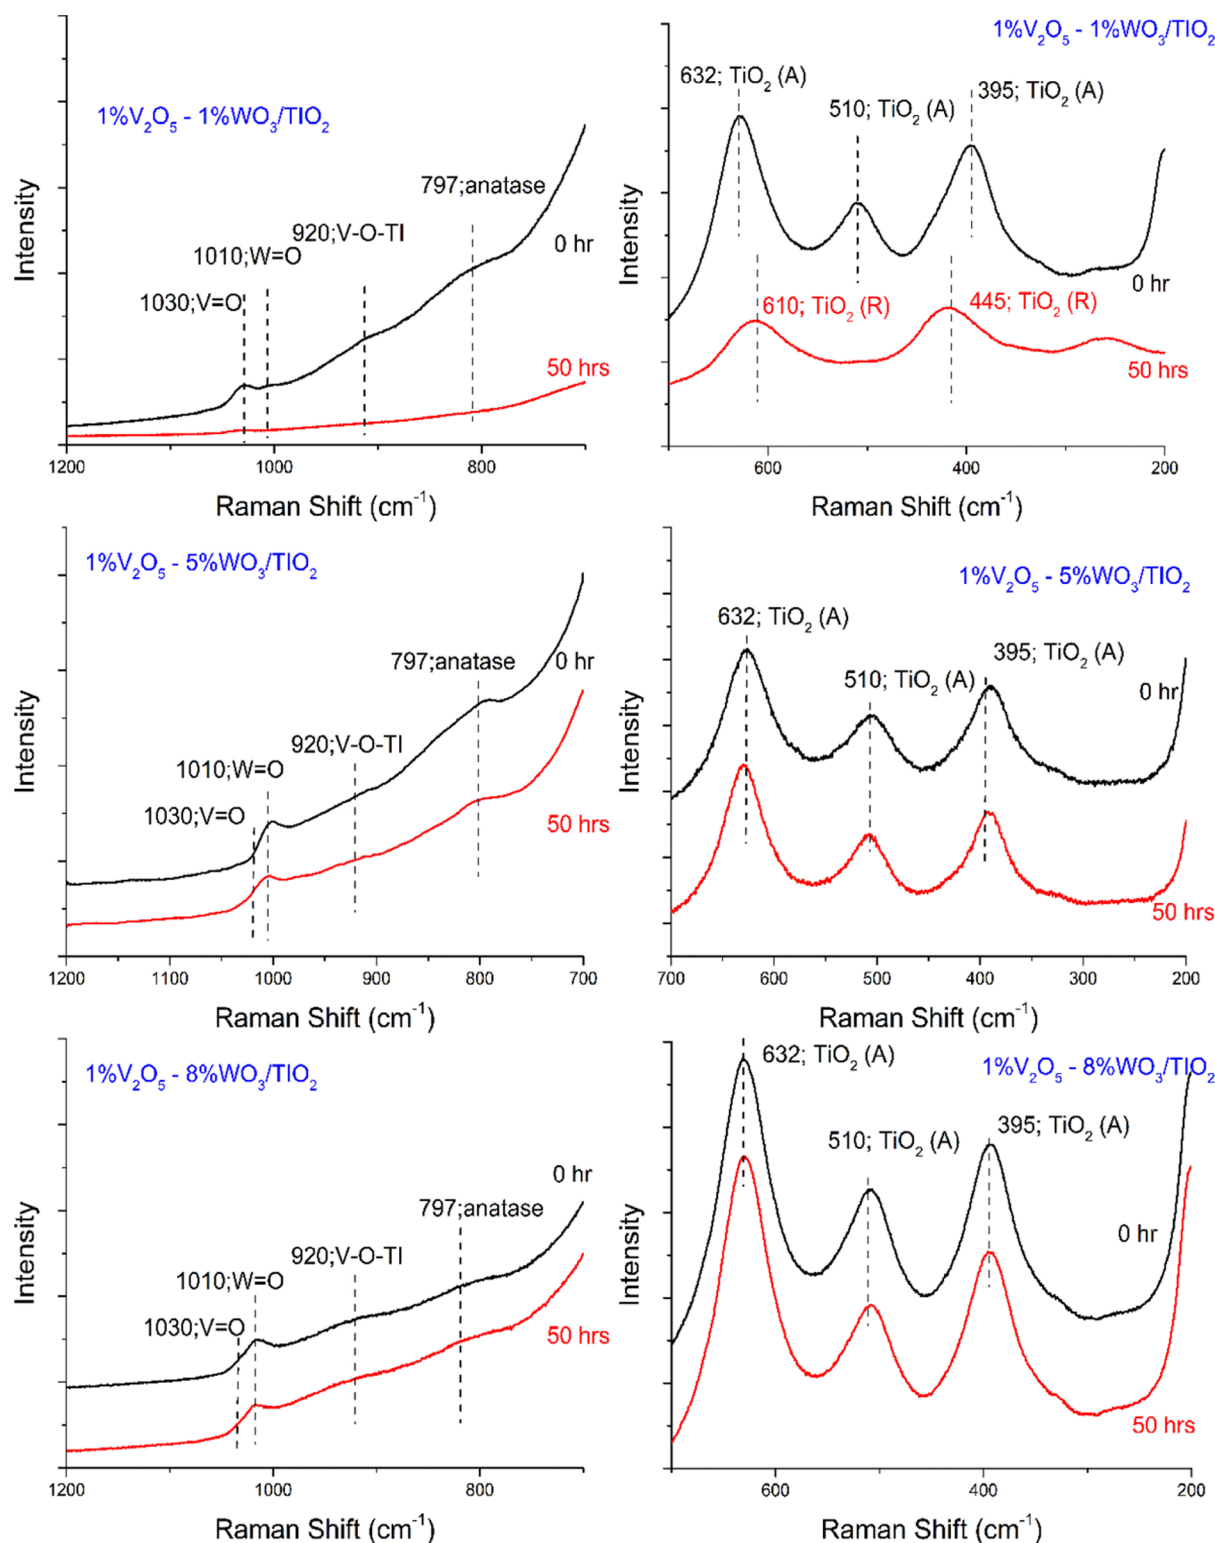 1%V₂O₅ - 1%WO₃/TIO₂
797;anatase
920;V-O-TI
0 hr
1010;W=O
1030;V=O
50 hrs
Intensity
1200
1000
800
Raman Shift (cm⁻¹)
1%V₂O₅ - 1%WO₃/TIO₂
632; TiO₂ (A)
395; TiO₂ (A)
510; TiO₂ (A)
0 hr
610; TiO₂ (R)
445; TiO₂ (R)
50 hrs
Intensity
600
400
200
Raman Shift (cm⁻¹)
1%V₂O₅ - 5%WO₃/TIO₂
797;anatase
0 hr
920;V-O-TI
1010;W=O
1030;V=O
50 hrs
Intensity
1200
1100
1000
900
800
700
Raman Shift (cm⁻¹)
1%V₂O₅ - 5%WO₃/TIO₂
632; TiO₂ (A)
395; TiO₂ (A)
510; TiO₂ (A)
0 hr
50 hrs
Intensity
700
600
500
400
300
200
Raman Shift (cm⁻¹)
1%V₂O₅ - 8%WO₃/TIO₂
0 hr
797;anatase
920;V-O-TI
1010;W=O
1030;V=O
50 hrs
Intensity
1200
1000
800
Raman Shift (cm⁻¹)
632; TiO₂ (A)
1%V₂O₅ - 8%WO₃/TIO₂
395; TiO₂ (A)
510; TiO₂ (A)
0 hr
50 hrs
Intensity
600
400
200
Raman Shift (cm⁻¹)